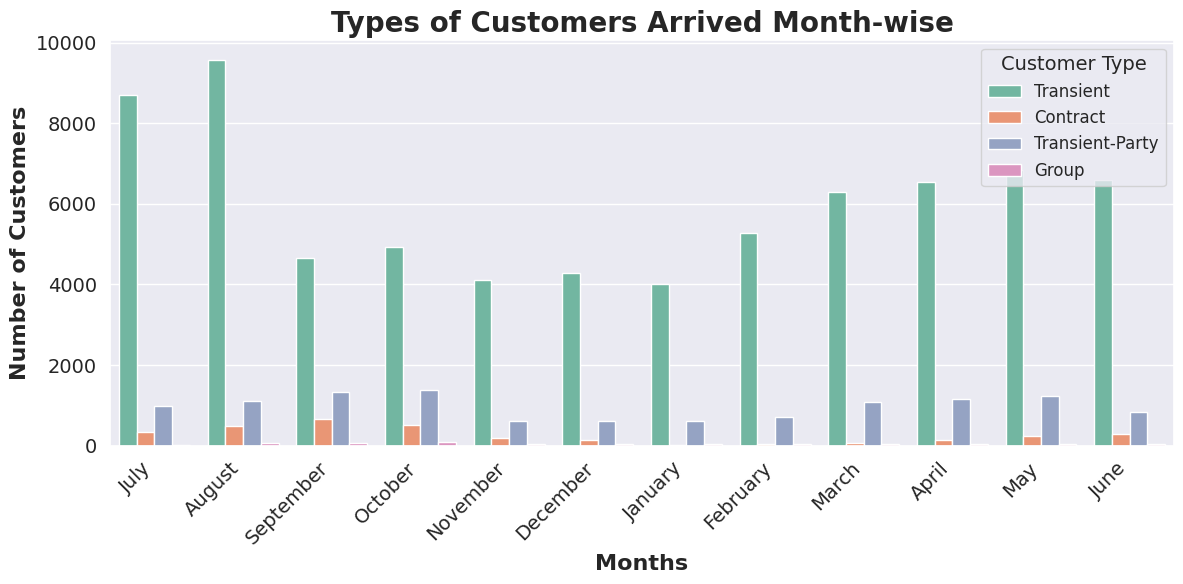 Types of Customers Arrived Month-wise
Number of Customers
10000
8000
6000
4000
2000
0
Customer Type
Transient
Contract
Transient-Party
Group
July
August
September
October
November
December
January
February
March
April
May
June
Months